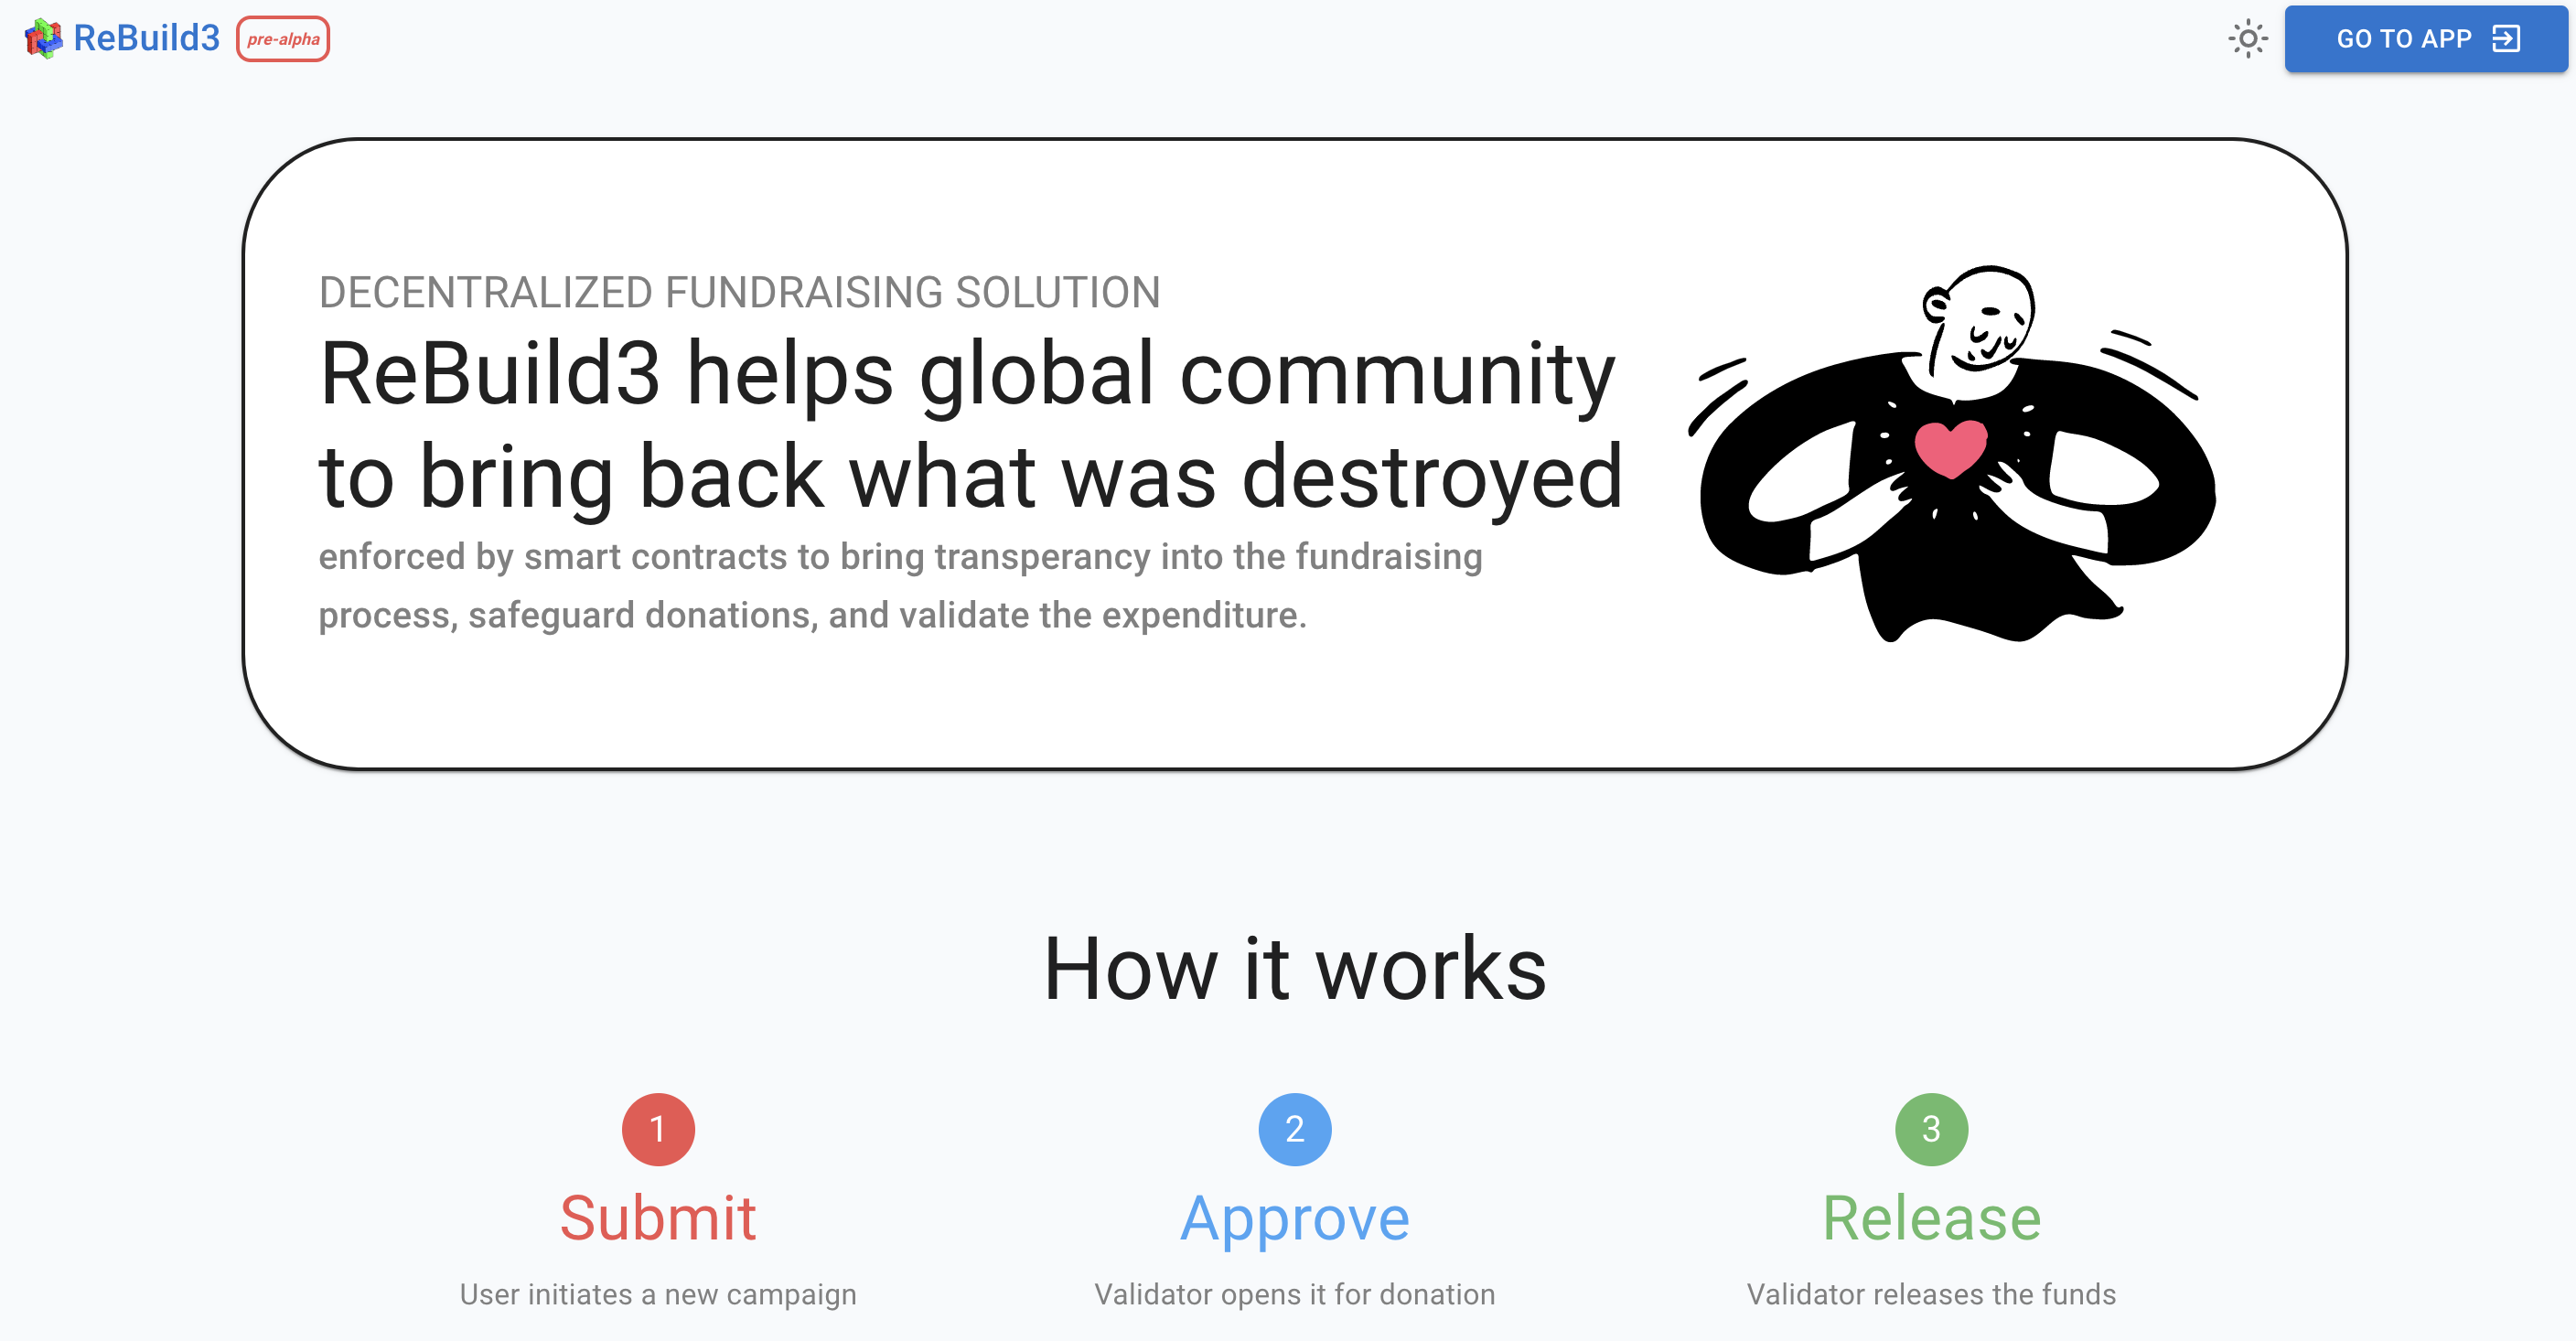 ReBuild3
pre-alpha
GO TO APP
DECENTRALIZED FUNDRAISING SOLUTION
ReBuild3 helps global community
to bring back what was destroyed
enforced by smart contracts to bring transperancy into the fundraising
process, safeguard donations, and validate the expenditure.
How it works
1
2
3
Submit
Approve
Release
User initiates a new campaign
Validator opens it for donation
Validator releases the funds